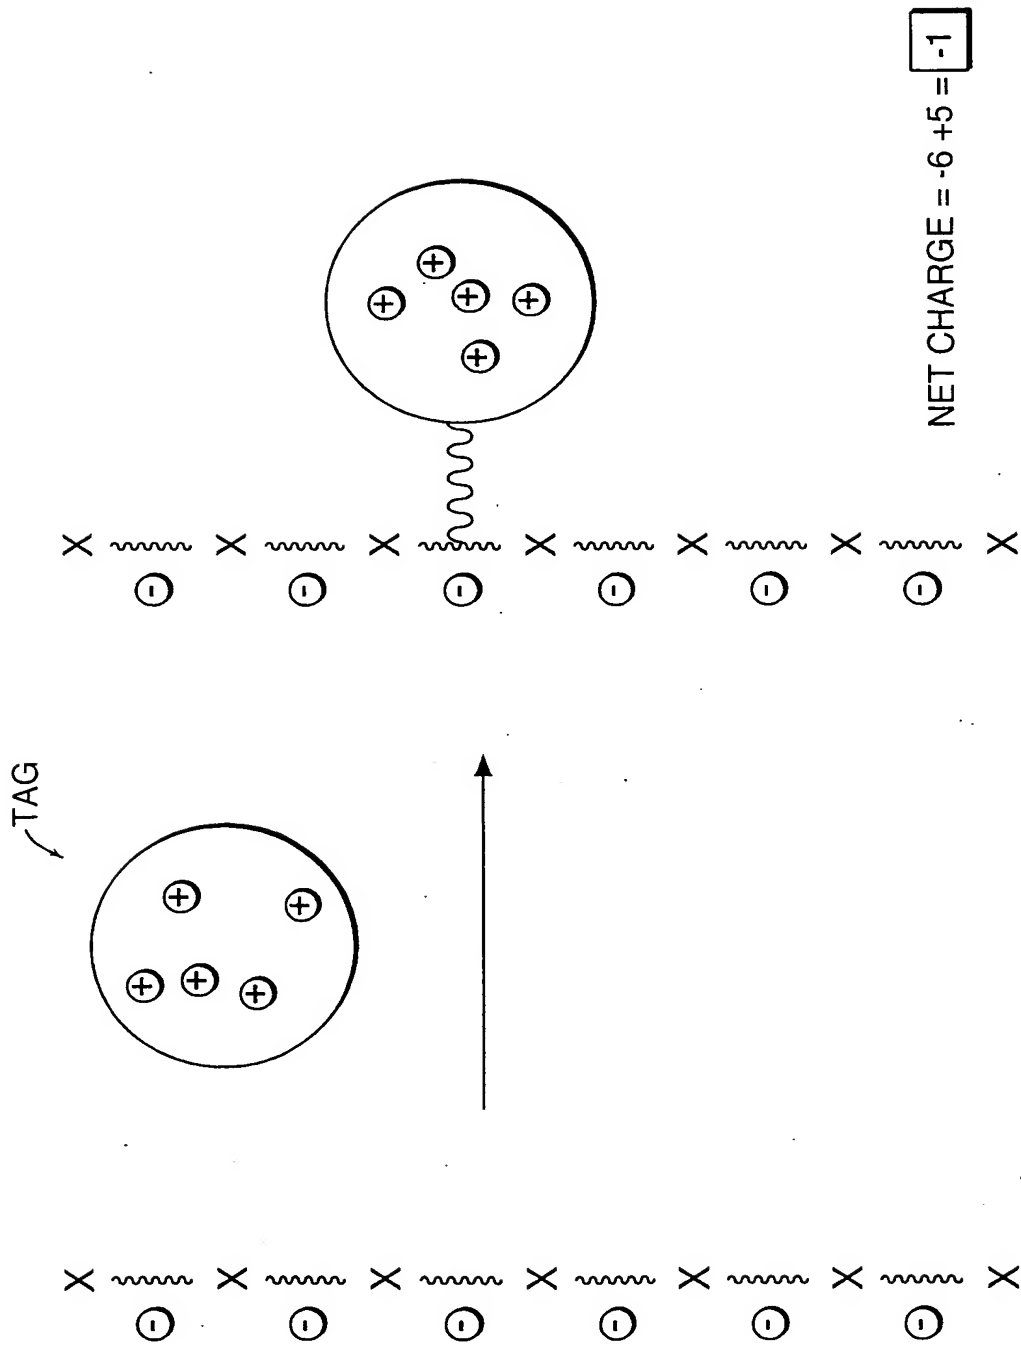 TAG
X X X X X X X
- - - - - -
+ + + + +
X X X X X X X
- - - - - -
+ + + + +
NET CHARGE = -6 +5 = -1